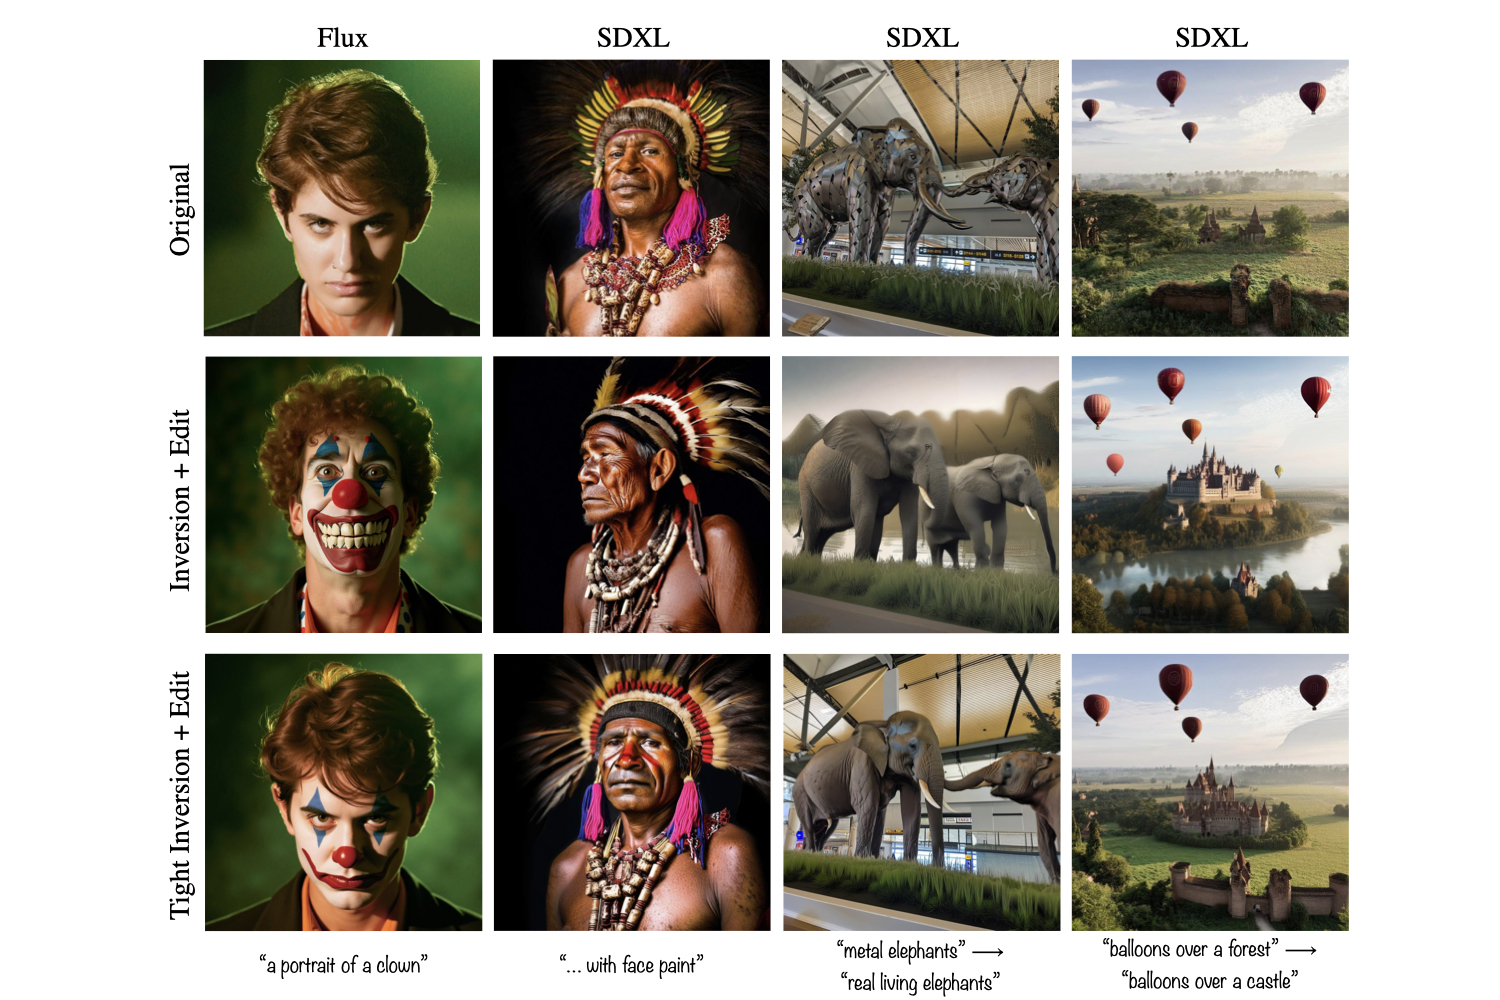 Flux
SDXL
SDXL
SDXL
Original
Inversion + Edit
Tight Inversion + Edit
“a portrait of a clown”
“... with face paint”
“metal elephants” ⟶
“real living elephants”
“balloons over a forest” ⟶
“balloons over a castle”